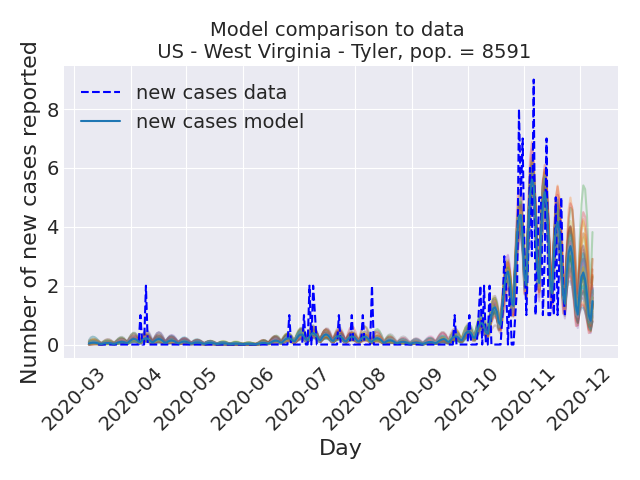 Model comparison to data
US - West Virginia - Tyler, pop. = 8591
Number of new cases reported
8
6
4
2
0
new cases data
new cases model
2020-03
2020-04
2020-05
2020-06
2020-07
2020-08
2020-09
2020-10
2020-11
2020-12
Day